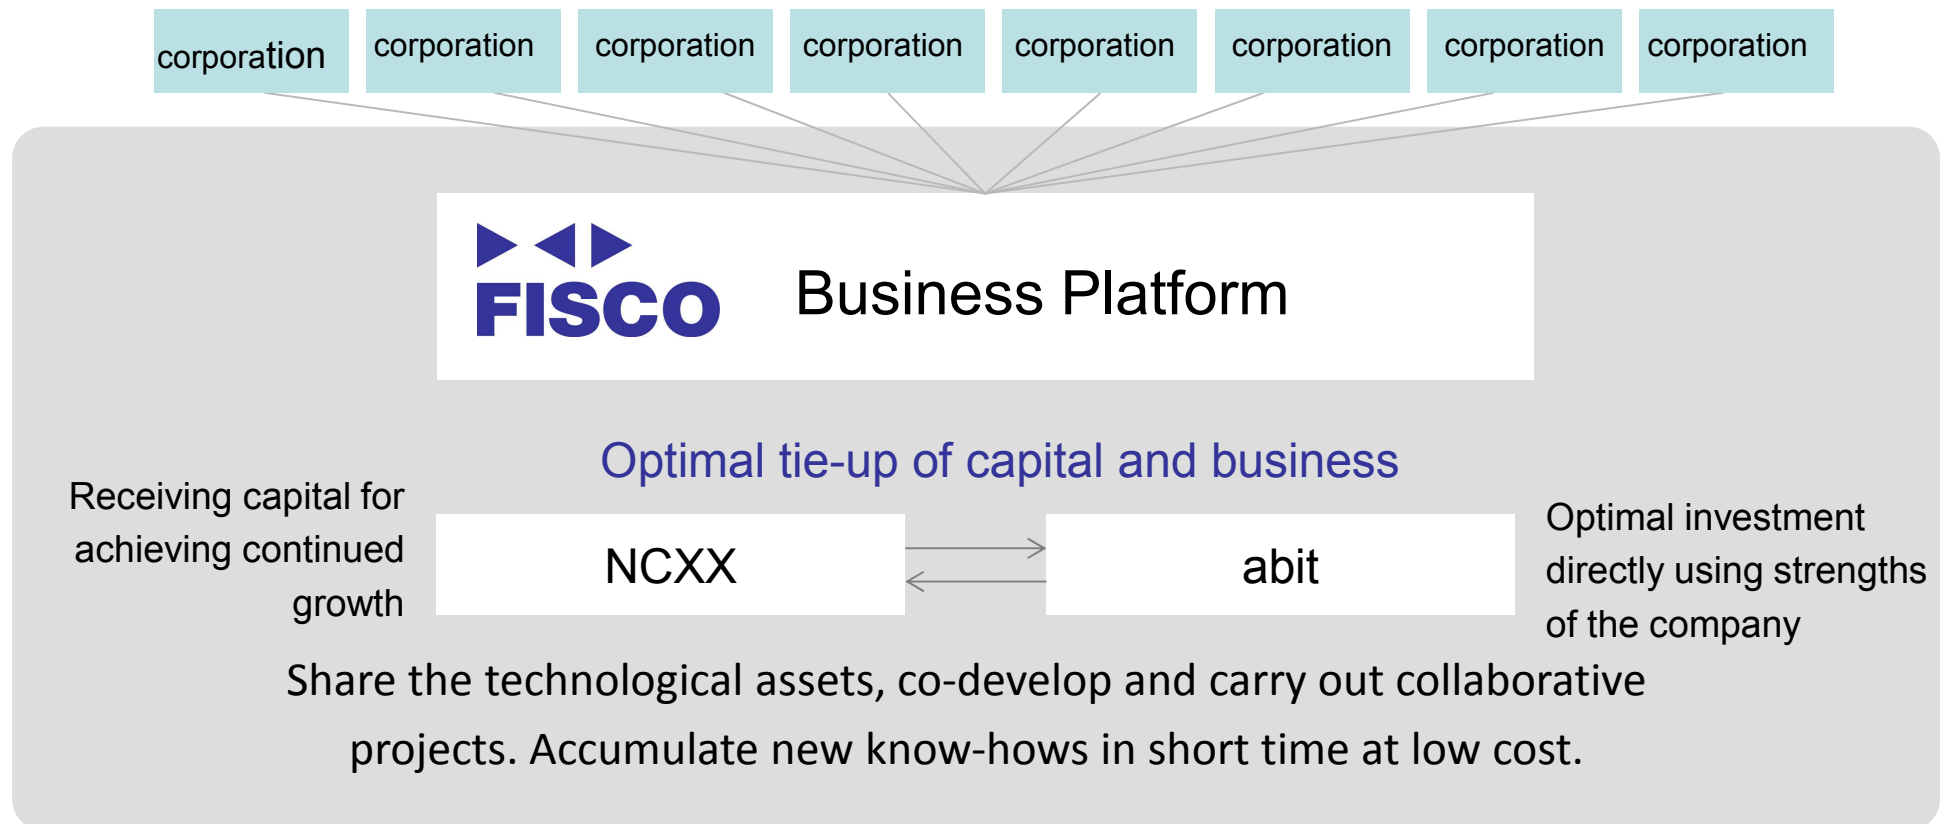 corporation corporation corporation corporation corporation corporation corporation corporation
FISCO Business Platform
Optimal tie-up of capital and business
Receiving capital for
achieving continued
growth
NCXX
abit
Optimal investment
directly using strengths
of the company
Share the technological assets, co-develop and carry out collaborative
projects. Accumulate new know-hows in short time at low cost.